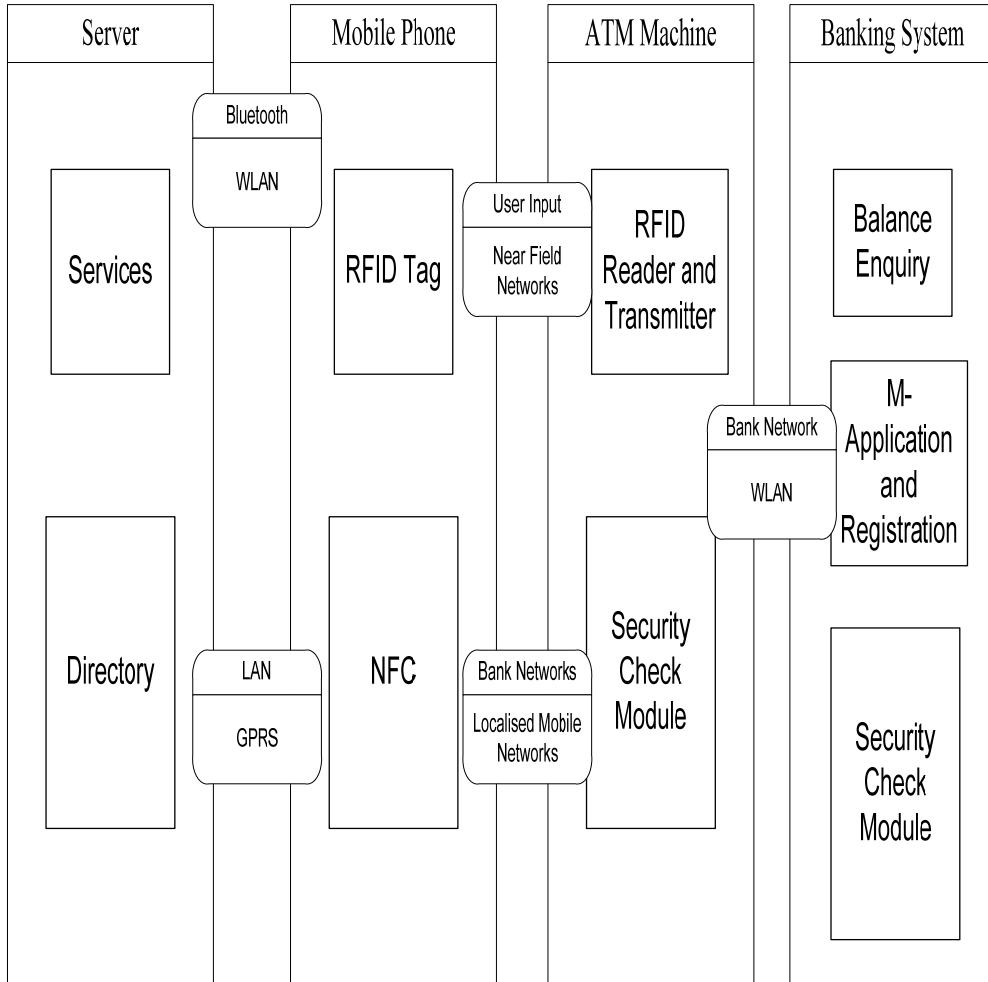 Server
Mobile Phone
ATM Machine
Banking System
Bluetooth
WLAN
Services
RFID Tag
User Input
Near Field
Networks
RFID
Reader and
Transmitter
Balance
Enquiry
Bank Network
WLAN
M-
Application
and
Registration
Directory
LAN
GPRS
NFC
Bank Networks
Localised Mobile
Networks
Security
Check
Module
Security
Check
Module